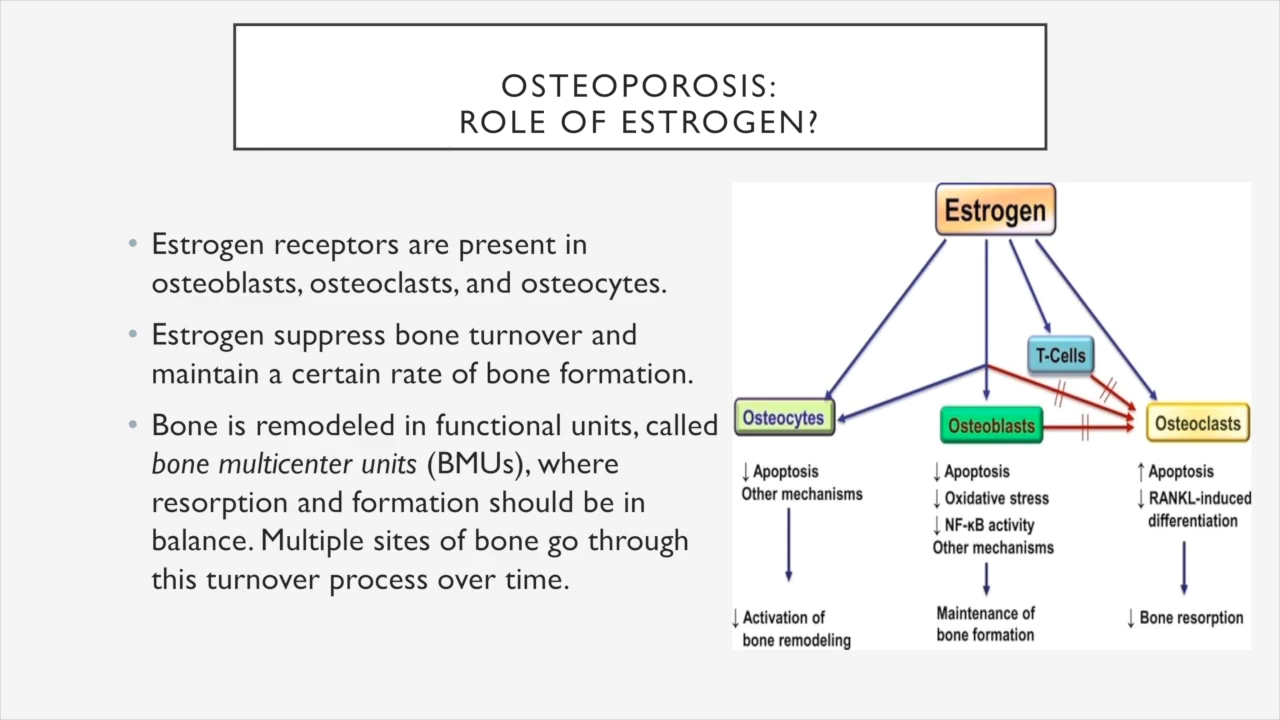 OSTEOPOROSIS:
ROLE OF ESTROGEN?
• Estrogen receptors are present in
osteoblasts, osteoclasts, and osteocytes.
• Estrogen suppress bone turnover and
maintain a certain rate of bone formation.
• Bone is remodeled in functional units, called
bone multicenter units (BMUs), where
resorption and formation should be in
balance. Multiple sites of bone go through
this turnover process over time.
Estrogen
T-Cells
Osteocytes
Osteoblasts
Osteoclasts
↓ Apoptosis
Other mechanisms
↓ Activation of
bone remodeling
↓ Apoptosis
↓ Oxidative stress
↓ NF-κB activity
Other mechanisms
Maintenance of
bone formation
↑ Apoptosis
↓ RANKL-induced
differentiation
↓ Bone resorption